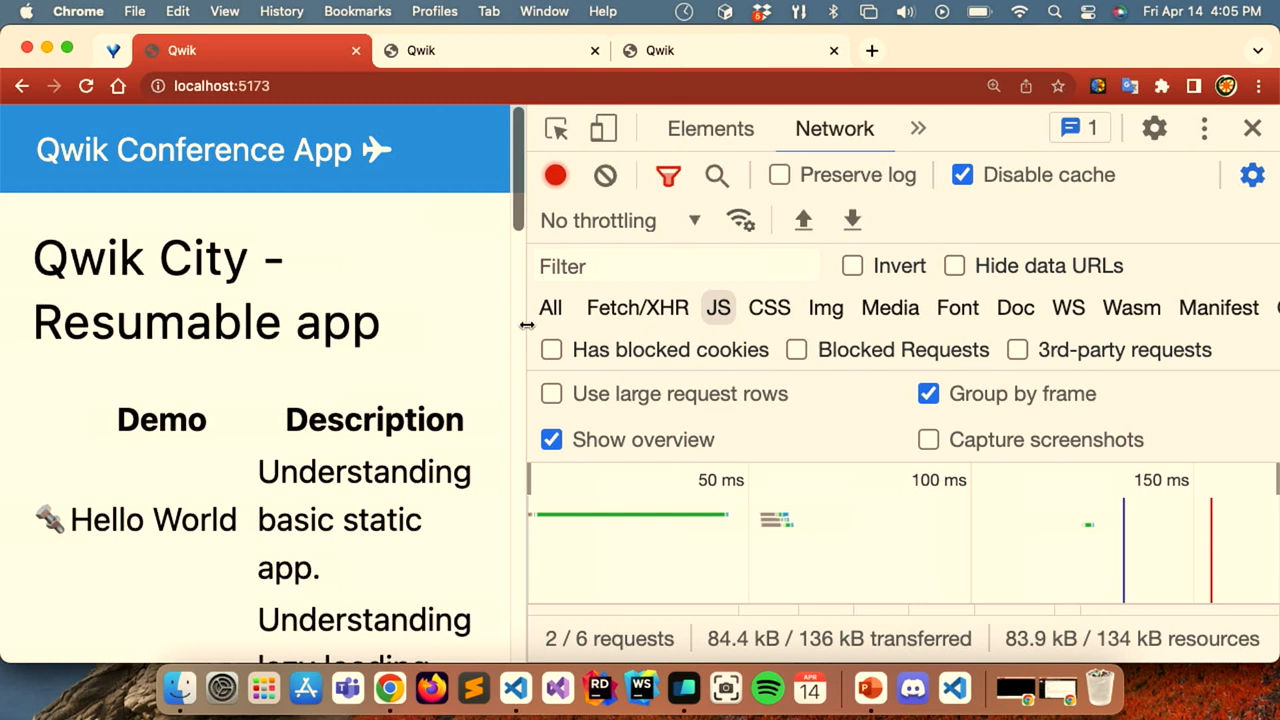 Chrome File Edit View History Bookmarks Profiles Tab Window Help Fri Apr 14 4:05 PM
Qwik Qwik Qwik
localhost:5173
Qwik Conference App
Elements Network 1
Preserve log Disable cache
No throttling
Qwik City -
Resumable app
Filter Invert Hide data URLs
All Fetch/XHR JS CSS Img Media Font Doc WS Wasm Manifest
Has blocked cookies Blocked Requests 3rd-party requests
Use large request rows Group by frame
Show overview Capture screenshots
Demo Description
Understanding
Hello World basic static
app.
Understanding
lazy loading
50 ms 100 ms 150 ms
2 / 6 requests 84.4 kB / 136 kB transferred 83.9 kB / 134 kB resources
RD WS APR
14